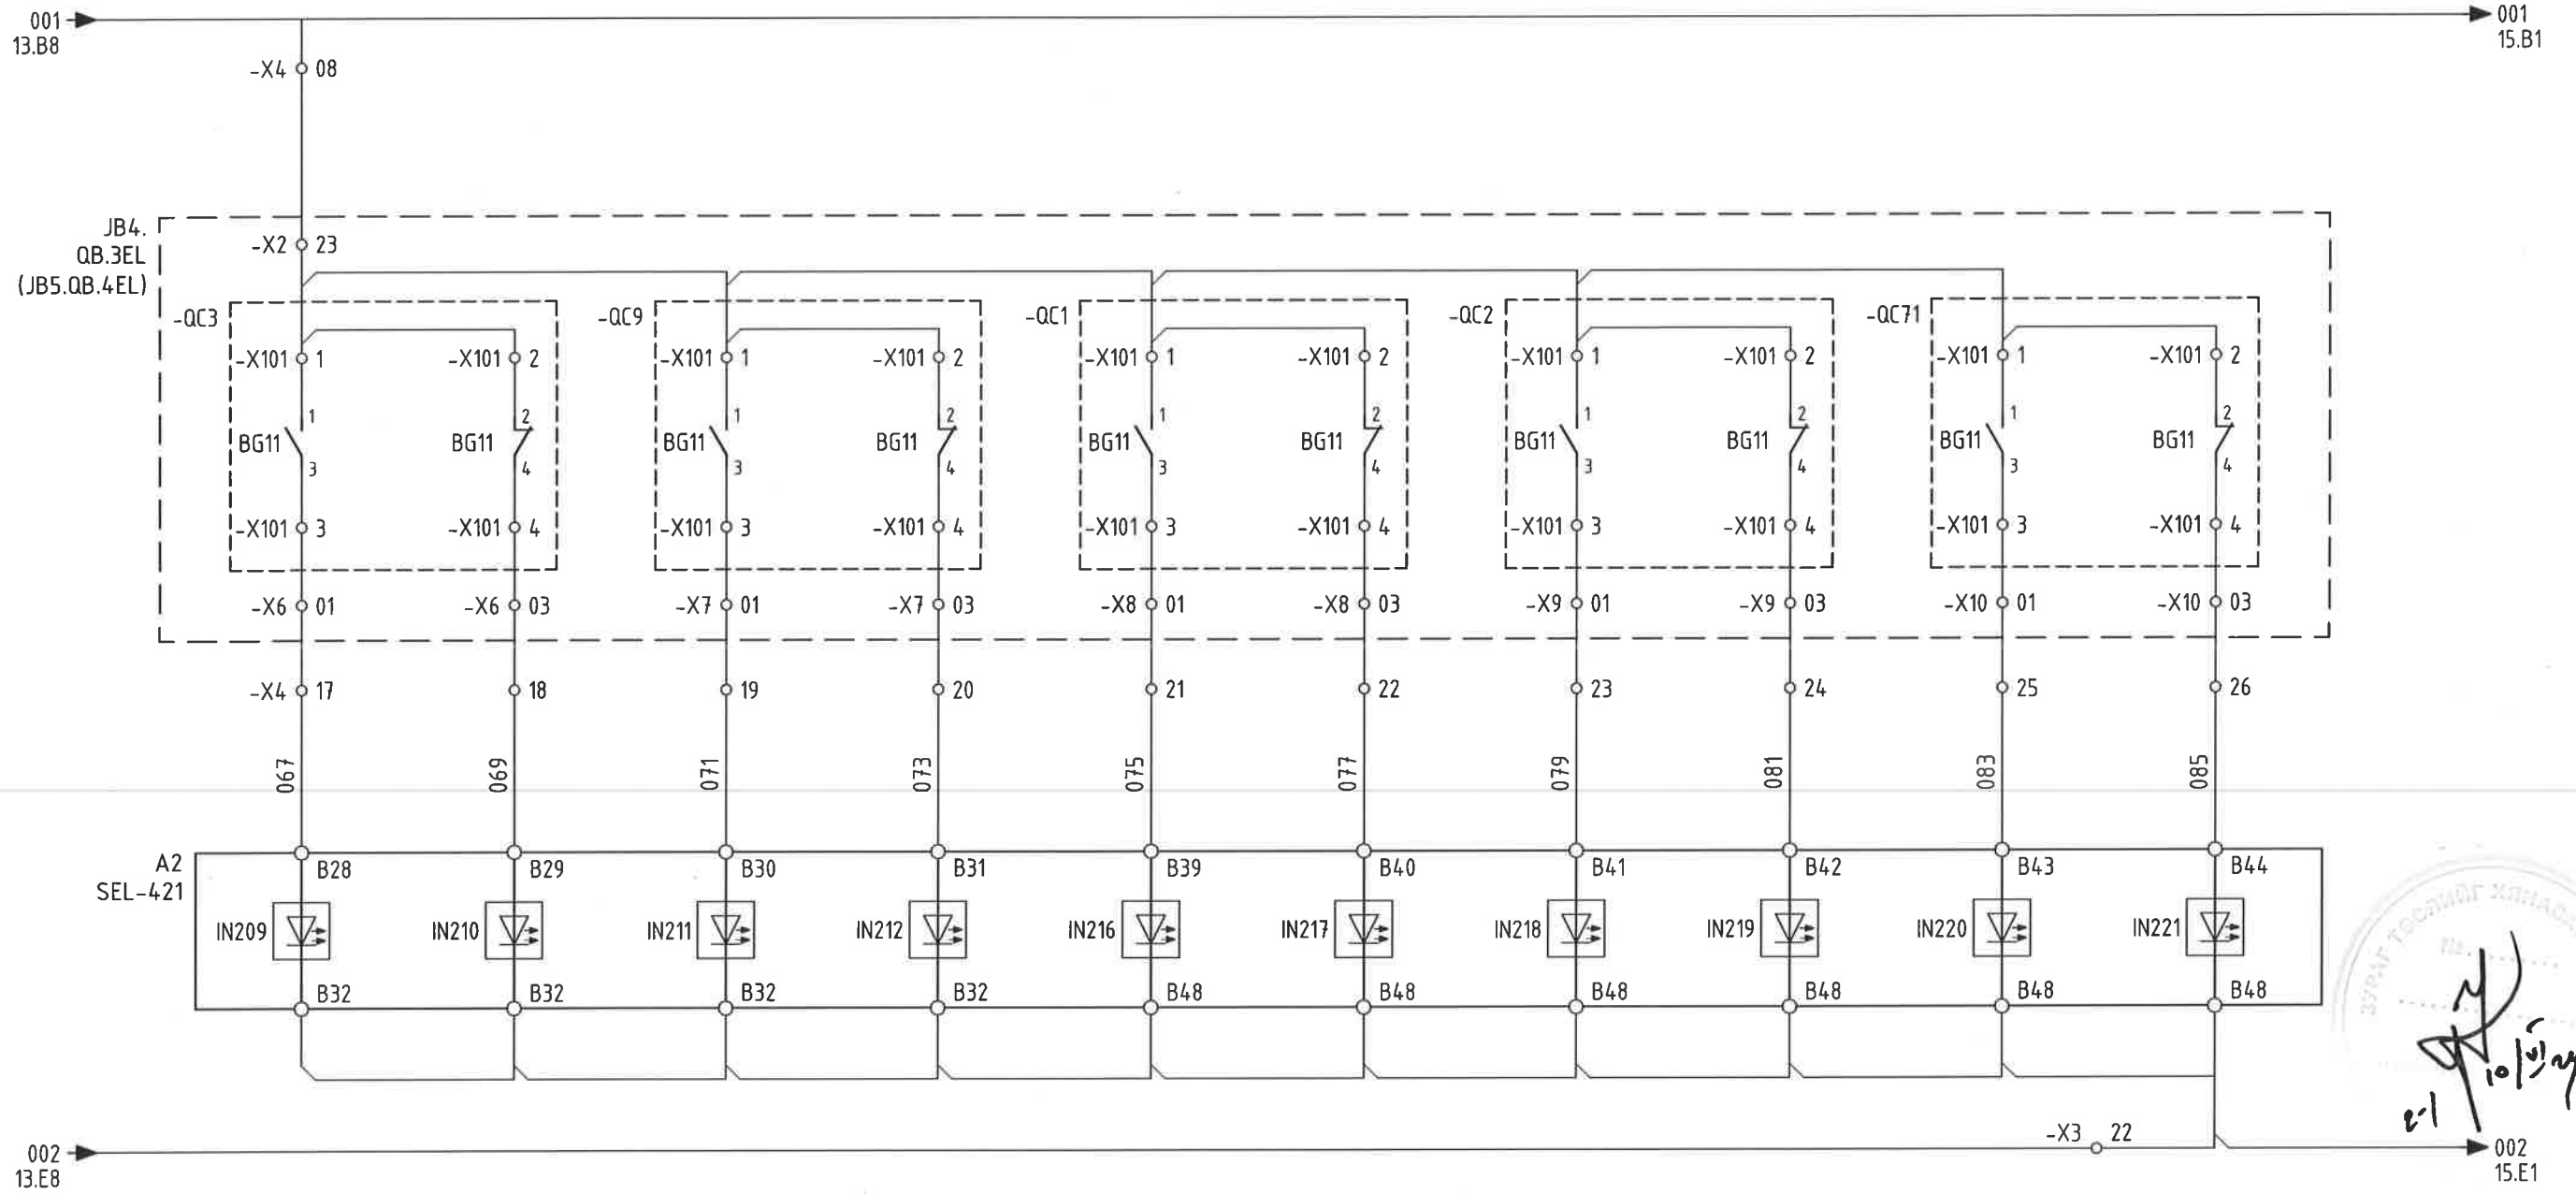 001 001
13.B8 15.B1
-X4 08
JB4.
QB.3EL
(JB5.QB.4EL)
-X2 23
-QC3 -QC9 -QC1 -QC2 -QC71
-X101 1 -X101 2 -X101 1 -X101 2 -X101 1 -X101 2 -X101 1 -X101 2 -X101 1 -X101 2
1 2 1 2 1 2 1 2 1 2
BG11 BG11 BG11 BG11 BG11 BG11 BG11 BG11 BG11 BG11
3 4 3 4 3 4 3 4 3 4
-X101 3 -X101 4 -X101 3 -X101 4 -X101 3 -X101 4 -X101 3 -X101 4 -X101 3 -X101 4
-X6 01 -X6 03 -X7 01 -X7 03 -X8 01 -X8 03 -X9 01 -X9 03 -X10 01 -X10 03
-X4 17 18 19 20 21 22 23 24 25 26
067 069 071 073 075 077 079 081 083 085
A2
SEL-421
B28 B29 B30 B31 B39 B40 B41 B42 B43 B44
IN209 IN210 IN211 IN212 IN216 IN217 IN218 IN219 IN220 IN221
B32 B32 B32 B32 B48 B48 B48 B48 B48 B48
-X3 22
002 002
13.E8 15.E1